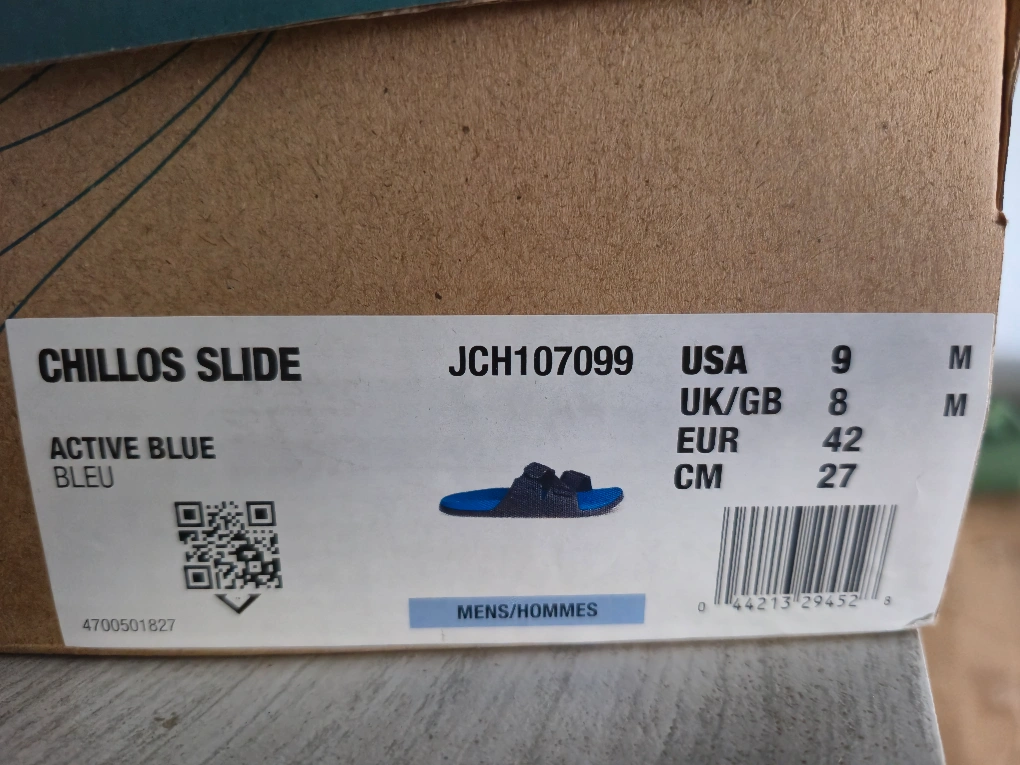 CHILLOS SLIDE JCH107099 USA 9 M
UK/GB 8 M
ACTIVE BLUE EUR 42
BLEU CM 27
MENS/HOMMES 0 44213 29452 8
4700501827